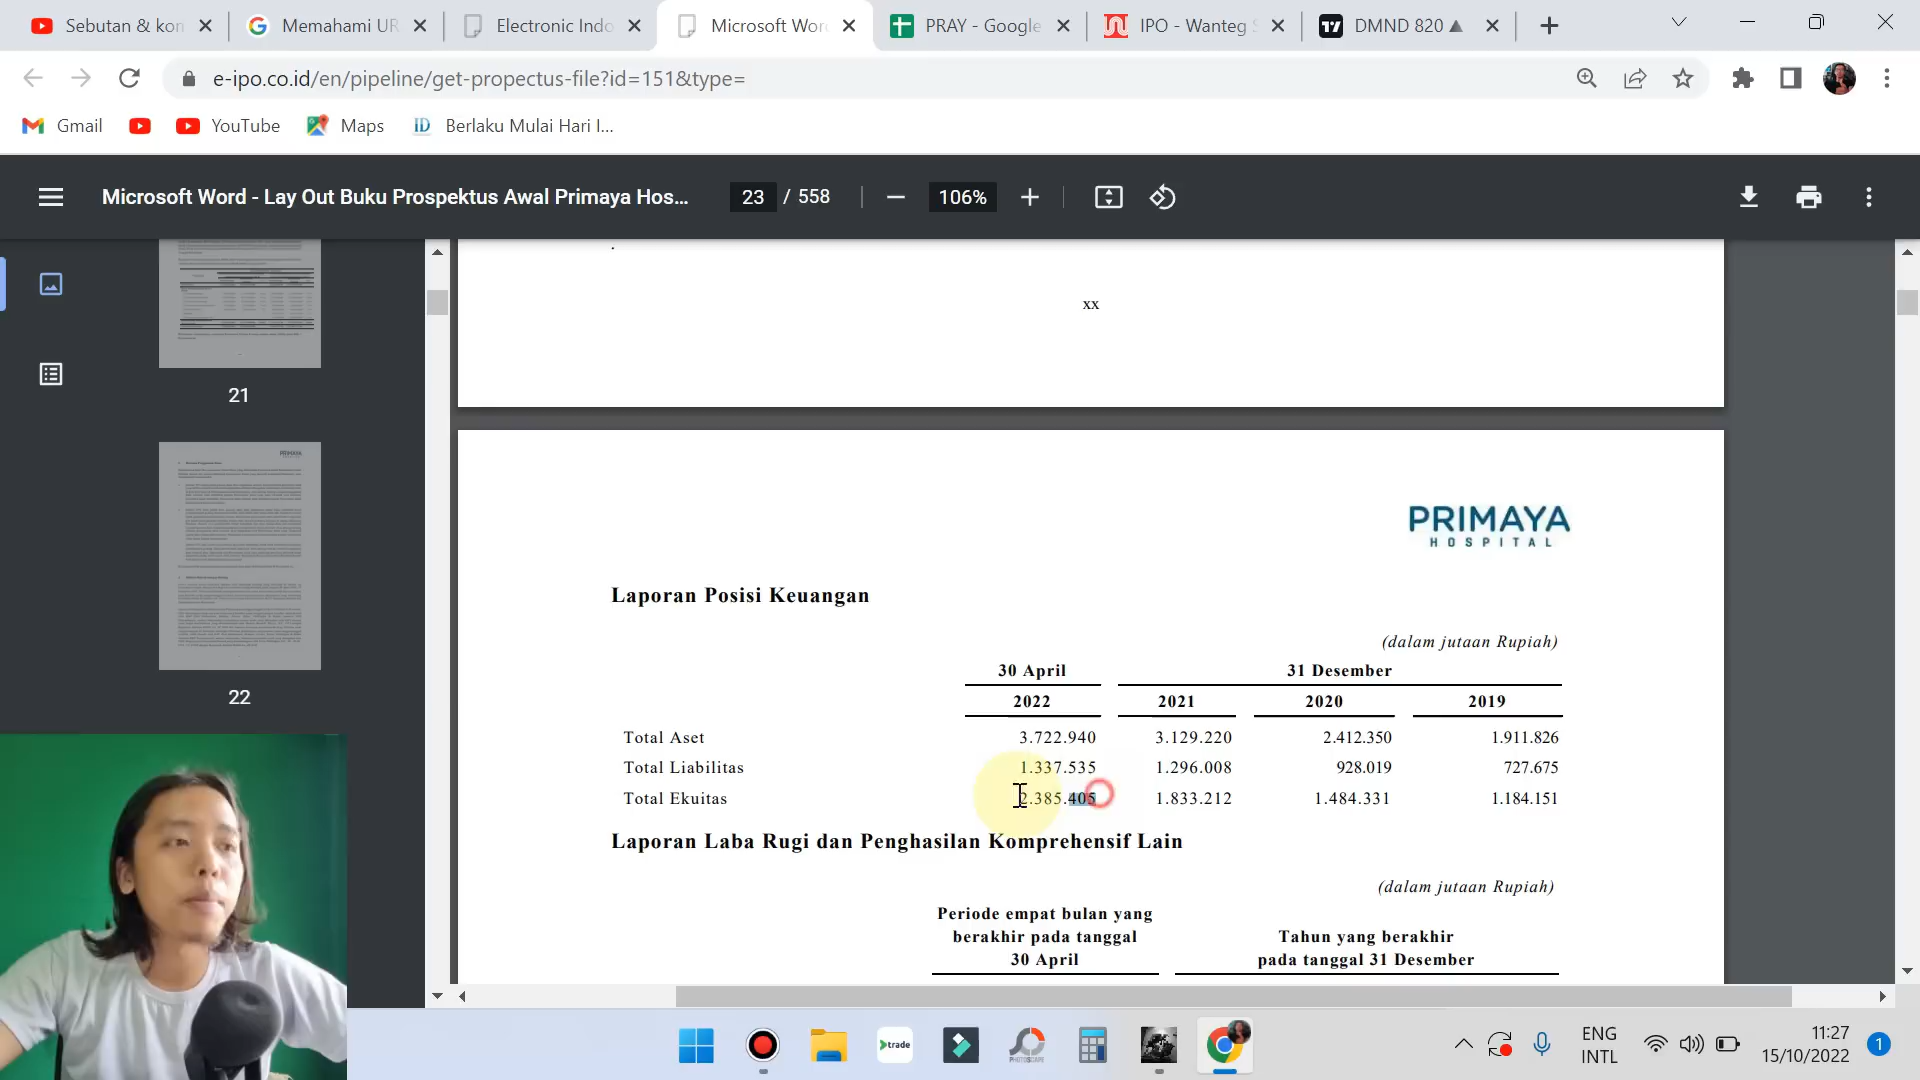 Sebutan & kon
Memahami UR
Electronic Indo
Microsoft Wor
PRAY - Google
IPO - Wanteg S
DMND 820 ▲
e-ipo.co.id/en/pipeline/get-propectus-file?id=151&type=
Gmail
YouTube
Maps
Berlaku Mulai Hari I...
Microsoft Word - Lay Out Buku Prospektus Awal Primaya Hos...
23 / 558
106%
21
22
xx
PRIMAYA
HOSPITAL
Laporan Posisi Keuangan
(dalam jutaan Rupiah)
30 April 31 Desember
2022 2021 2020 2019
Total Aset 3.722.940 3.129.220 2.412.350 1.911.826
Total Liabilitas 1.337.535 1.296.008 928.019 727.675
Total Ekuitas 2.385.405 1.833.212 1.484.331 1.184.151
Laporan Laba Rugi dan Penghasilan Komprehensif Lain
(dalam jutaan Rupiah)
Periode empat bulan yang
berakhir pada tanggal
30 April
Tahun yang berakhir
pada tanggal 31 Desember
trade
ENG
INTL
11:27
15/10/2022
1